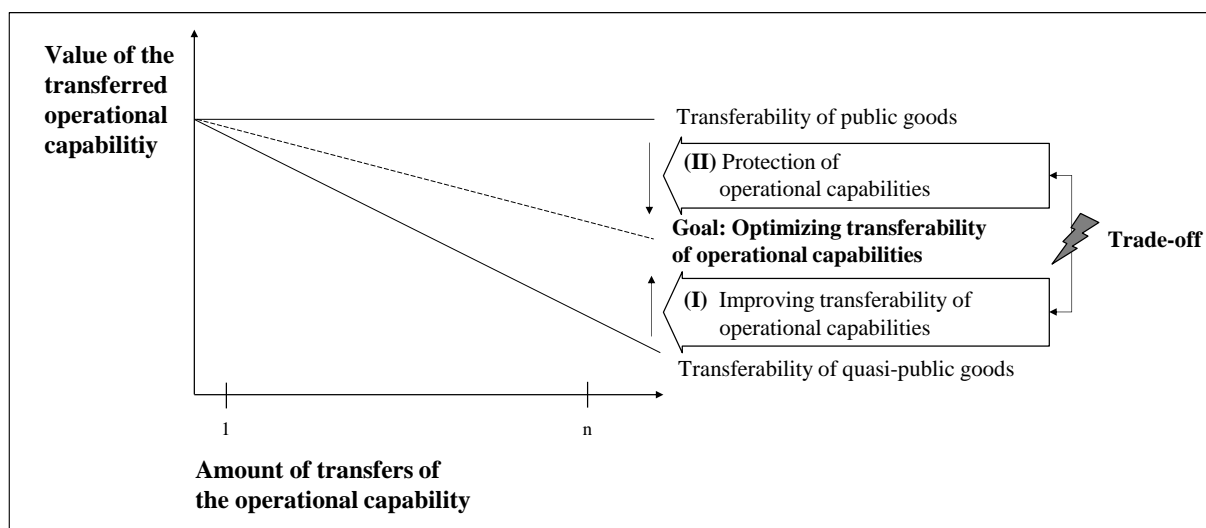 Value of the
transferred
operational
capabilitiy
Transferability of public goods
(II) Protection of
operational capabilities
Goal: Optimizing transferability
of operational capabilities
Trade-off
(I) Improving transferability of
operational capabilities
Transferability of quasi-public goods
1
n
Amount of transfers of
the operational capability